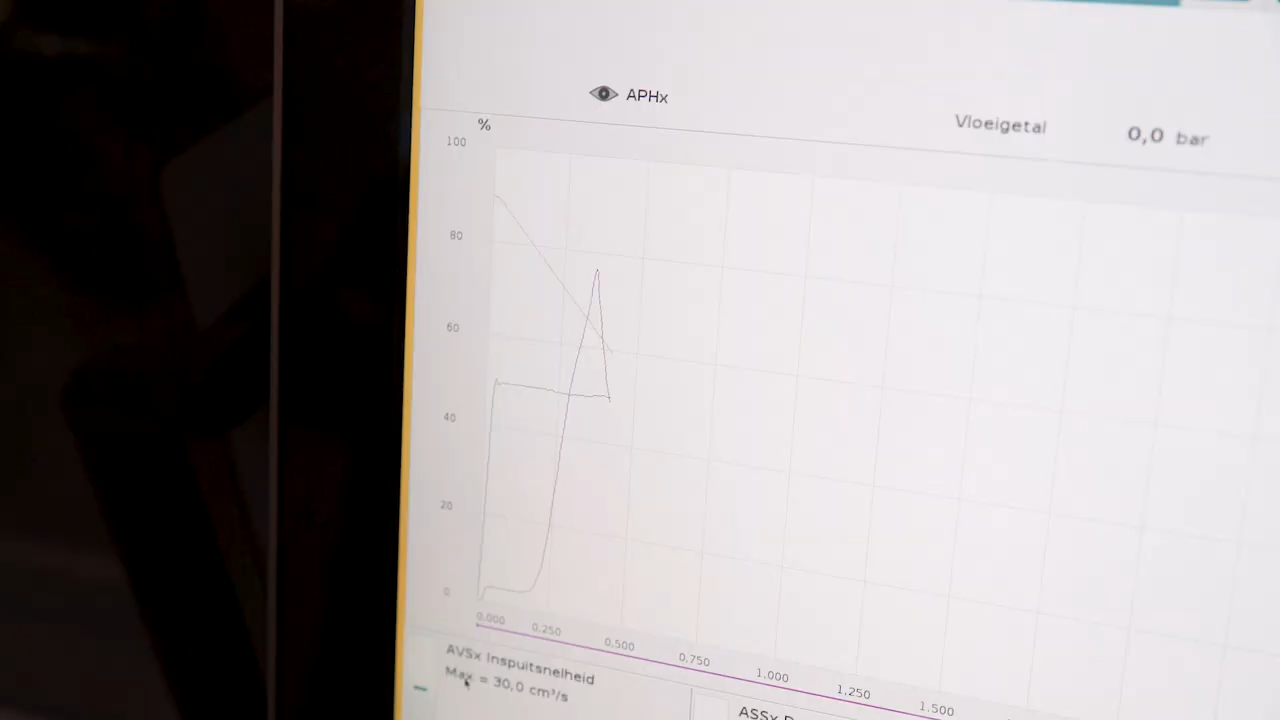 APHx
Vloeigetal 0,0 bar
%
100
80
60
40
20
0
0.000 0.250 0.500 0.750 1.000 1.250 1.500
AVSx Inspuitsnelheid
Max = 30,0 cm³/s
ASSx